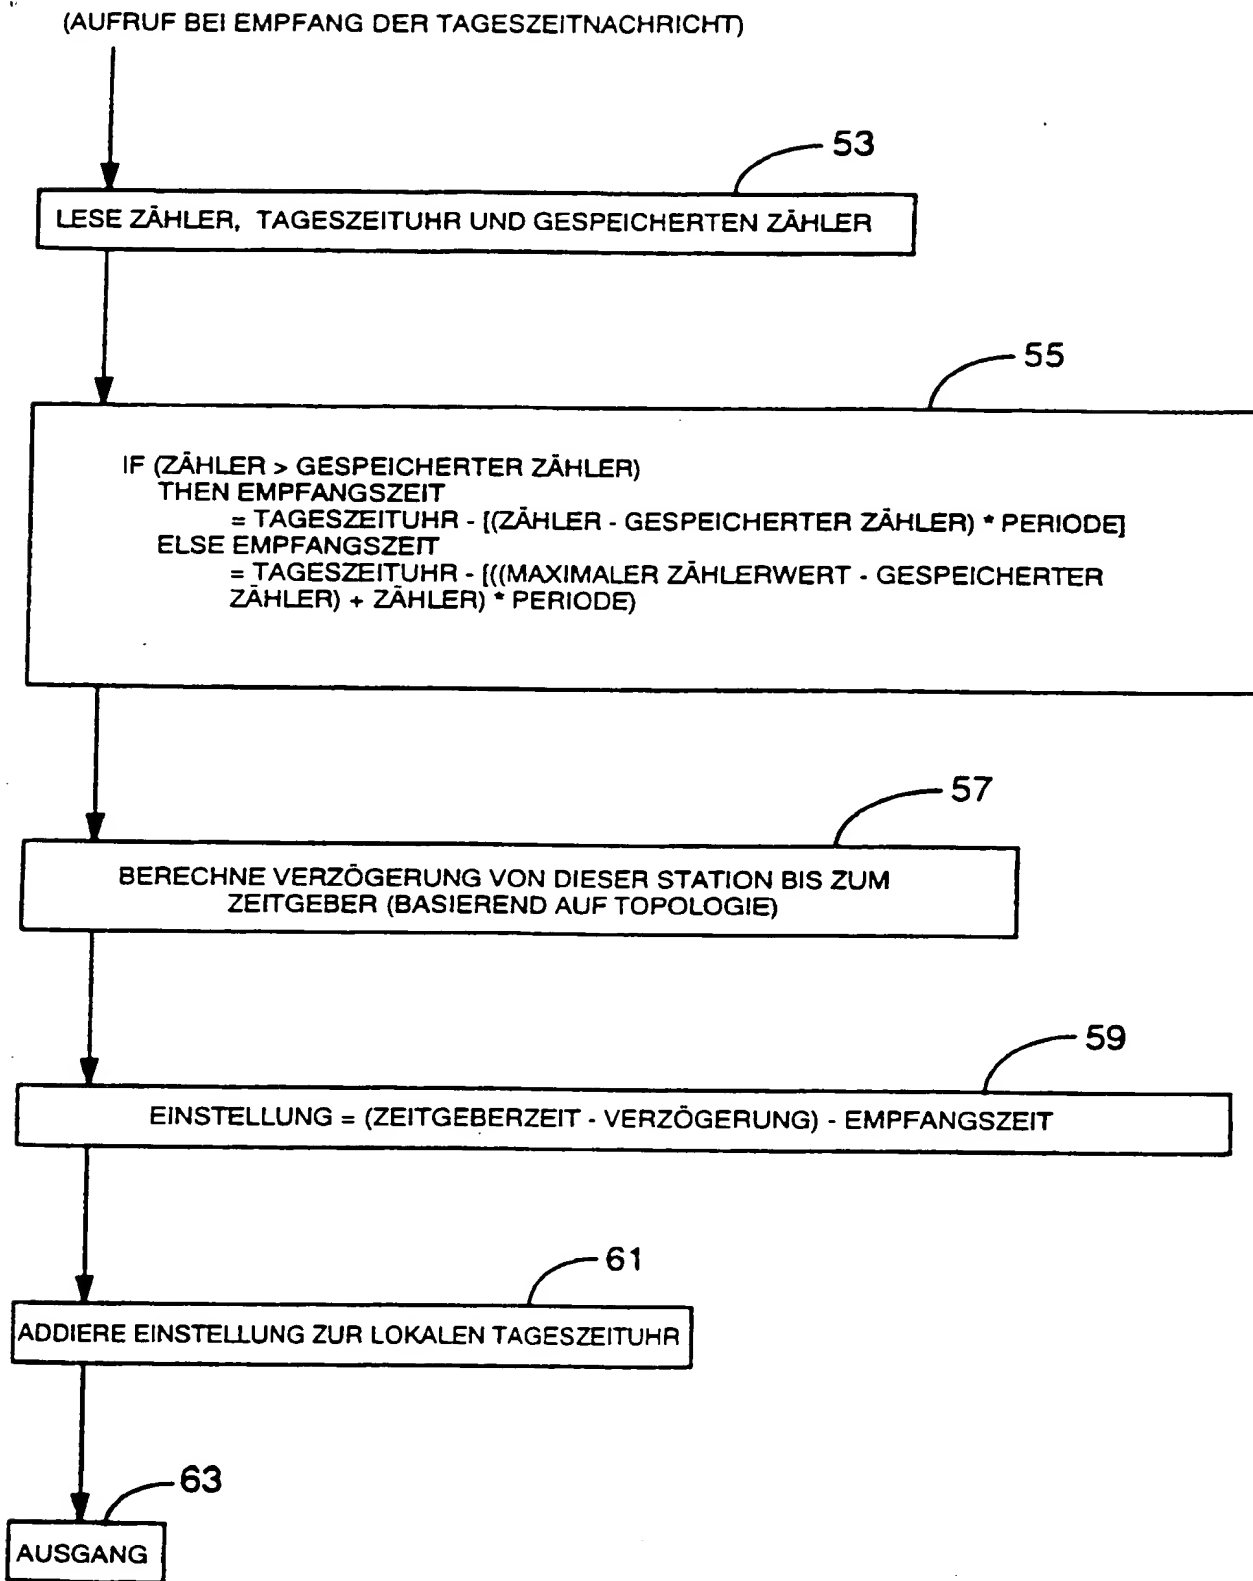 (AUFRUF BEI EMPFANG DER TAGESZEITNACHRICHT)
53
LESE ZÄHLER, TAGESZEITUHR UND GESPEICHERTEN ZÄHLER
55
IF (ZÄHLER > GESPEICHERTER ZÄHLER)
THEN EMPFANGSZEIT
= TAGESZEITUHR - [((ZÄHLER - GESPEICHERTER ZÄHLER) * PERIODE]
ELSE EMPFANGSZEIT
= TAGESZEITUHR - [((MAXIMALER ZÄHLERWERT - GESPEICHERTER
ZÄHLER) + ZÄHLER) * PERIODE)
57
BERECHNE VERZÖGERUNG VON DIESER STATION BIS ZUM
ZEITGEBER (BASIEREND AUF TOPOLOGIE)
59
EINSTELLUNG = (ZEITGEBERZEIT - VERZÖGERUNG) - EMPFANGSZEIT
61
ADDIERE EINSTELLUNG ZUR LOKALEN TAGESZEITUHR
63
AUSGANG